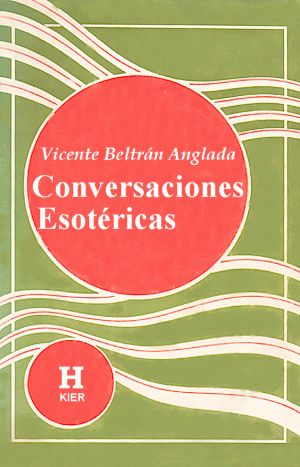 Vicente Beltrán Anglada
Conversaciones
Esotéricas
H
KIER